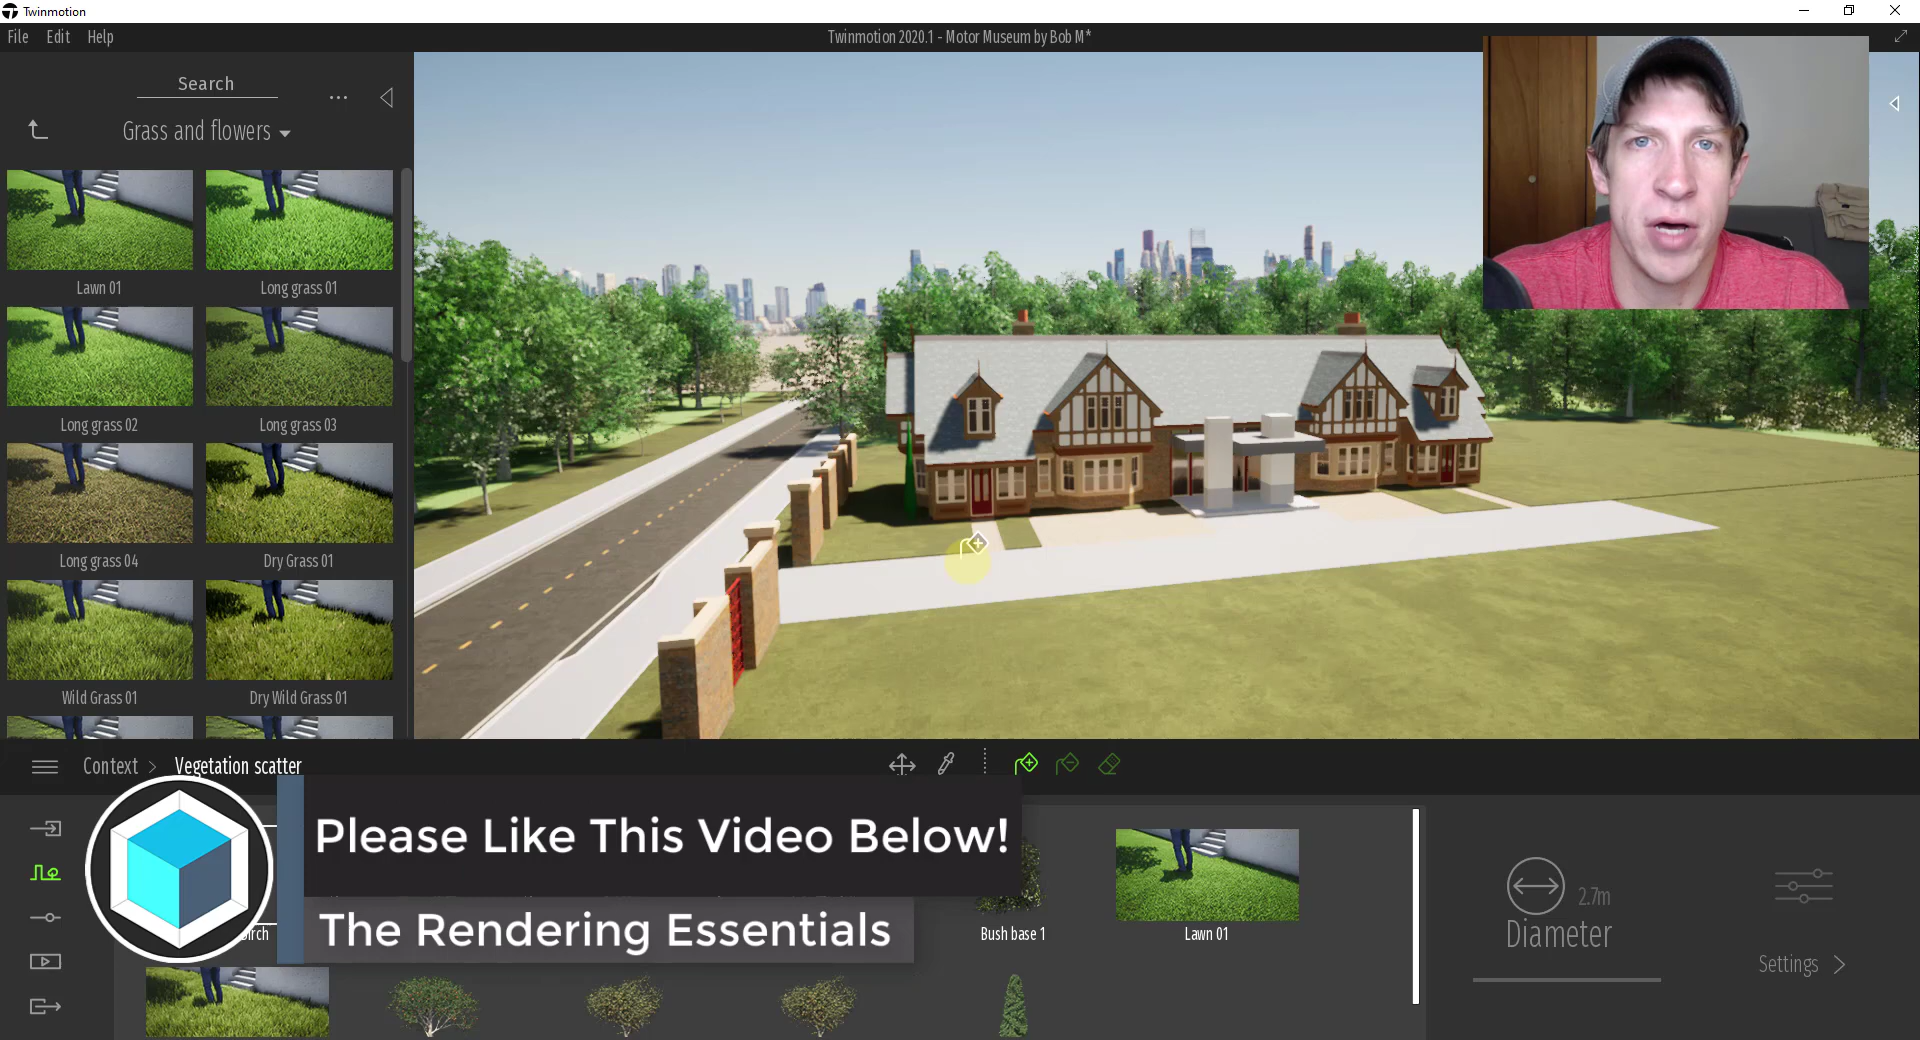 Twinmotion
File Edit Help
Twinmotion 2020.1 - Motor Museum by Bob M*
Search
...
Grass and flowers
Lawn 01
Long grass 01
Long grass 02
Long grass 03
Long grass 04
Dry Grass 01
Wild Grass 01
Dry Wild Grass 01
Context > Vegetation scatter
Please Like This Video Below!
The Rendering Essentials
Bush base 1
Lawn 01
2.7m
Diameter
Settings >